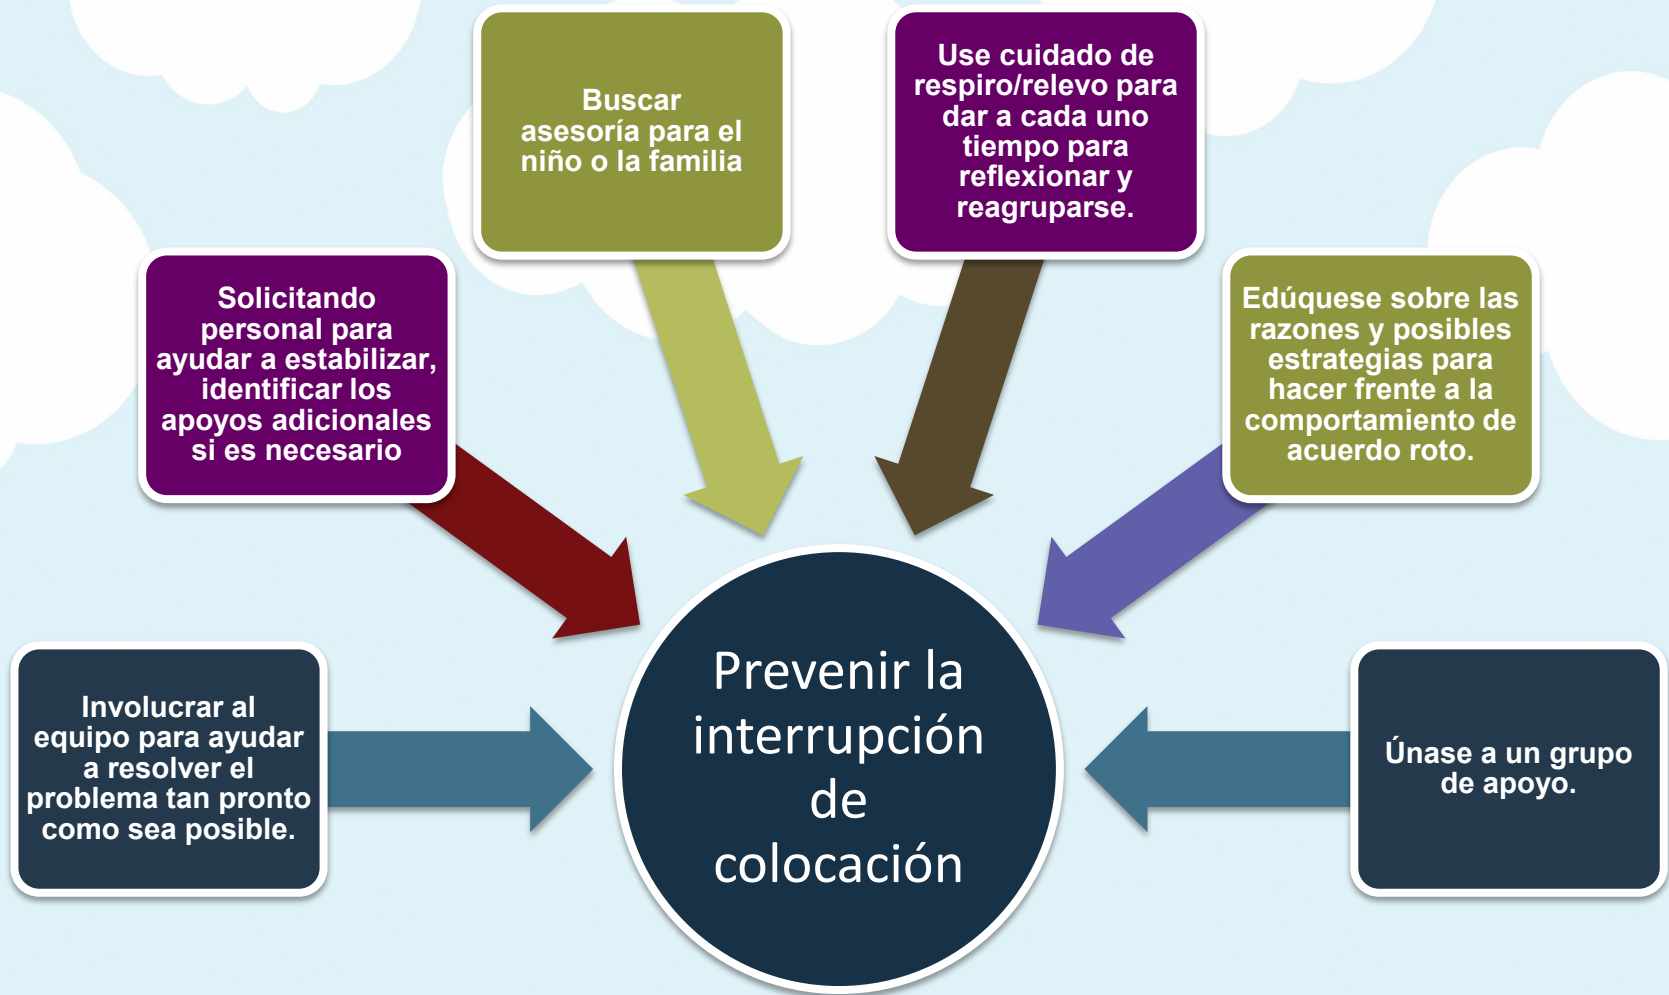 Buscar
asesoría para el
niño o la familia
Use cuidado de
respiro/relevo para
dar a cada uno
tiempo para
reflexionar y
reagruparse.
Solicitando
personal para
ayudar a estabilizar,
identificar los
apoyos adicionales
si es necesario
Edúquese sobre las
razones y posibles
estrategias para
hacer frente a la
comportamiento de
acuerdo roto.
Involucrar al
equipo para ayudar
a resolver el
problema tan pronto
como sea posible.
Prevenir la
interrupción
de
colocación
Únase a un grupo
de apoyo.